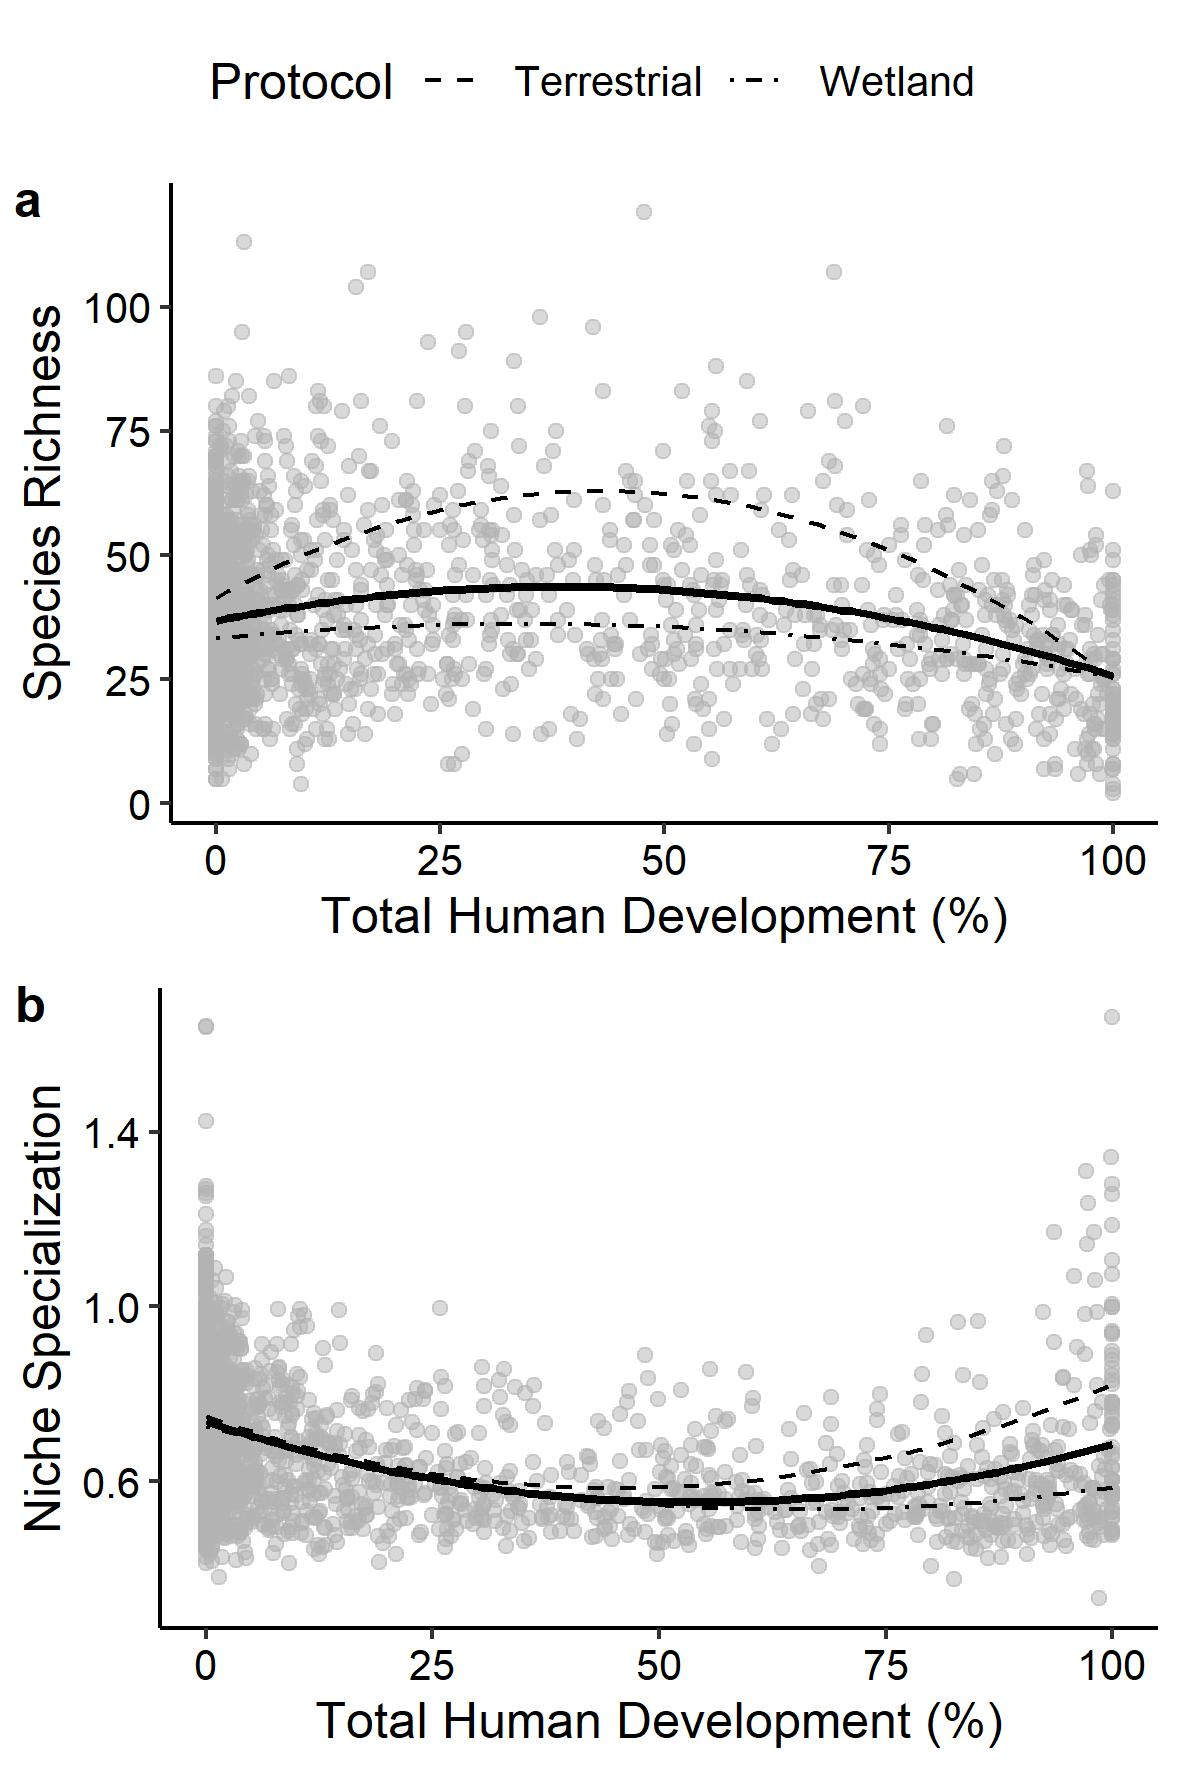 Protocol Terrestrial Wetland
a
Species Richness
100
75
50
25
0
0 25 50 75 100
Total Human Development (%)
b
Niche Specialization
1.4
1.0
0.6
0 25 50 75 100
Total Human Development (%)